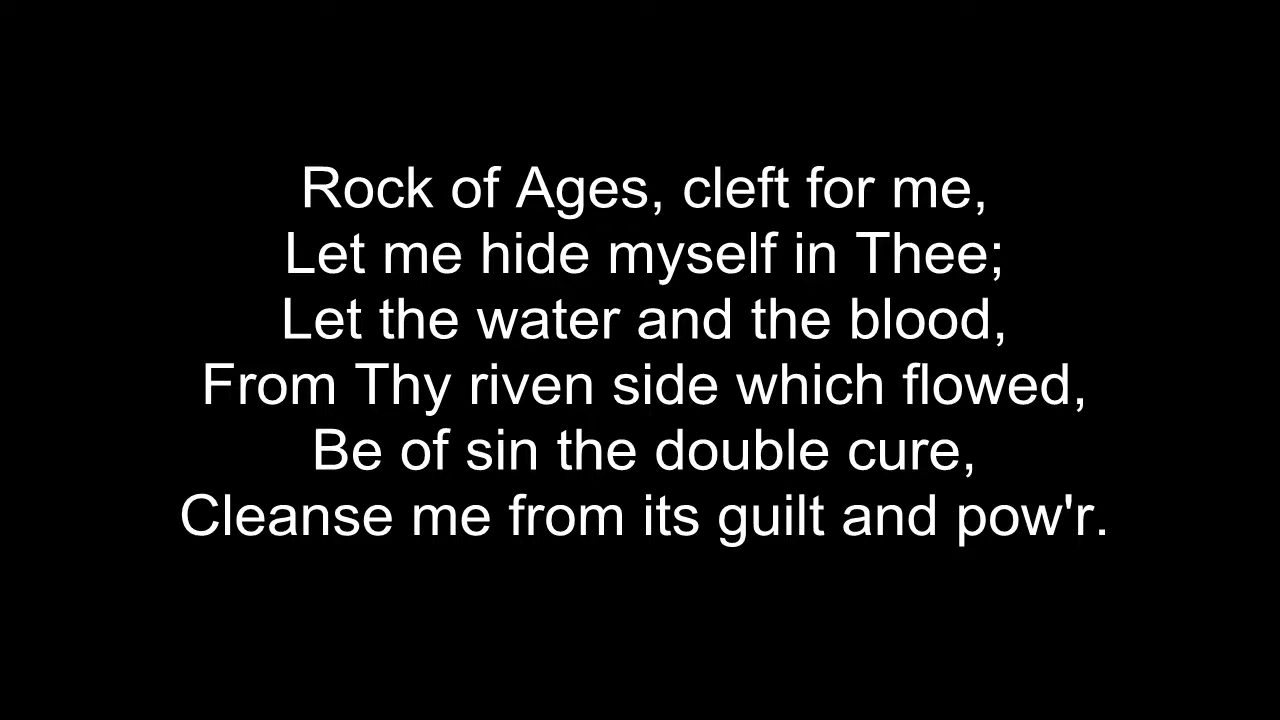 Rock of Ages, cleft for me,
Let me hide myself in Thee;
Let the water and the blood,
From Thy riven side which flowed,
Be of sin the double cure,
Cleanse me from its guilt and pow'r.